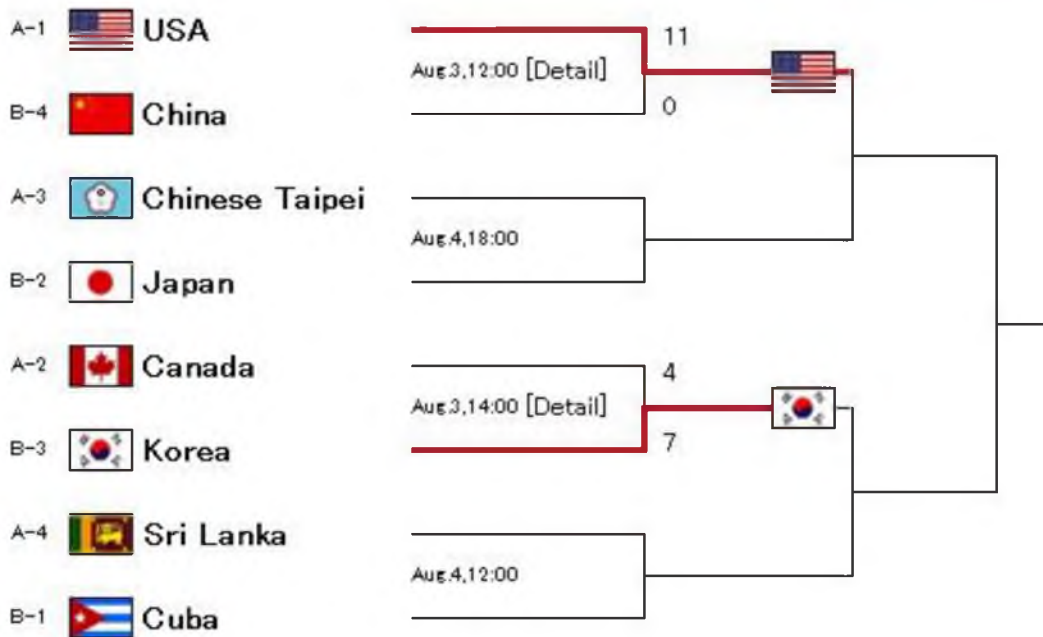 A-1 USA
11
Aug.3,12:00 [Detail]
B-4 China
0
A-3 Chinese Taipei
Aug.4,18:00
B-2 Japan
A-2 Canada
4
Aug.3,14:00 [Detail]
B-3 Korea
7
A-4 Sri Lanka
Aug.4,12:00
B-1 Cuba